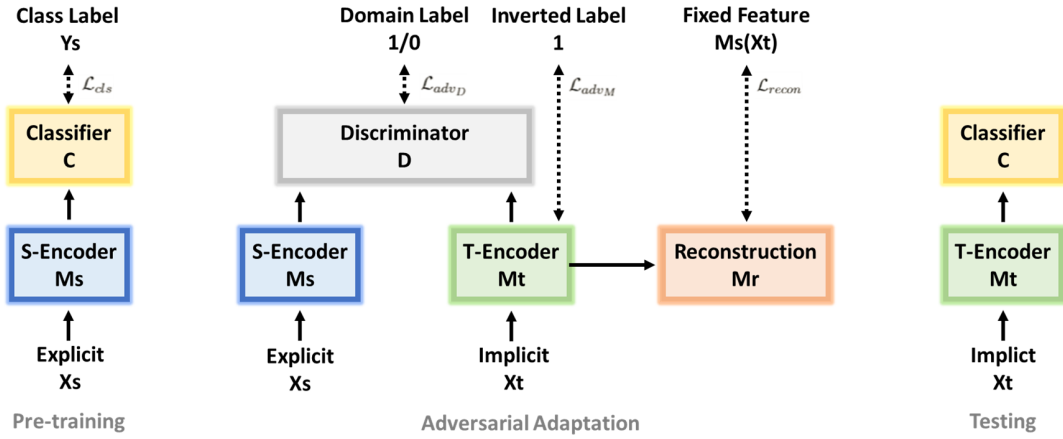 Class Label
Ys
ℒcls
Classifier
C
S-Encoder
Ms
Explicit
Xs
Pre-training
Domain Label
1/0
ℒadvD
Inverted Label
1
ℒadvM
Fixed Feature
Ms(Xt)
ℒrecon
Discriminator
D
S-Encoder
Ms
Explicit
Xs
T-Encoder
Mt
Implicit
Xt
Reconstruction
Mr
Adversarial Adaptation
Classifier
C
T-Encoder
Mt
Implict
Xt
Testing